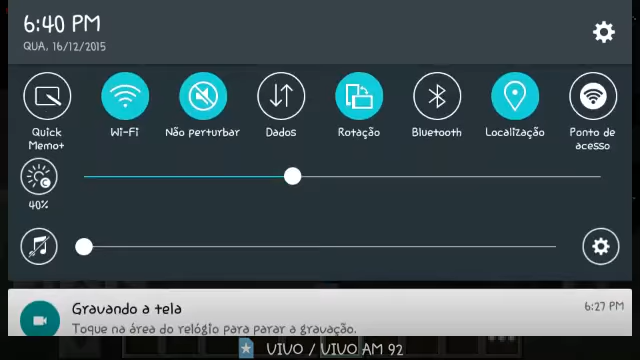 6:40 PM
QUA, 16/12/2015
Quick Memo+
Wi-Fi
Não perturbar
Dados
Rotação
Bluetooth
Localização
Ponto de acesso
40%
Gravando a tela
6:27 PM
Toque na área do relógio para parar a gravação.
VIVO / VIVO AM 92